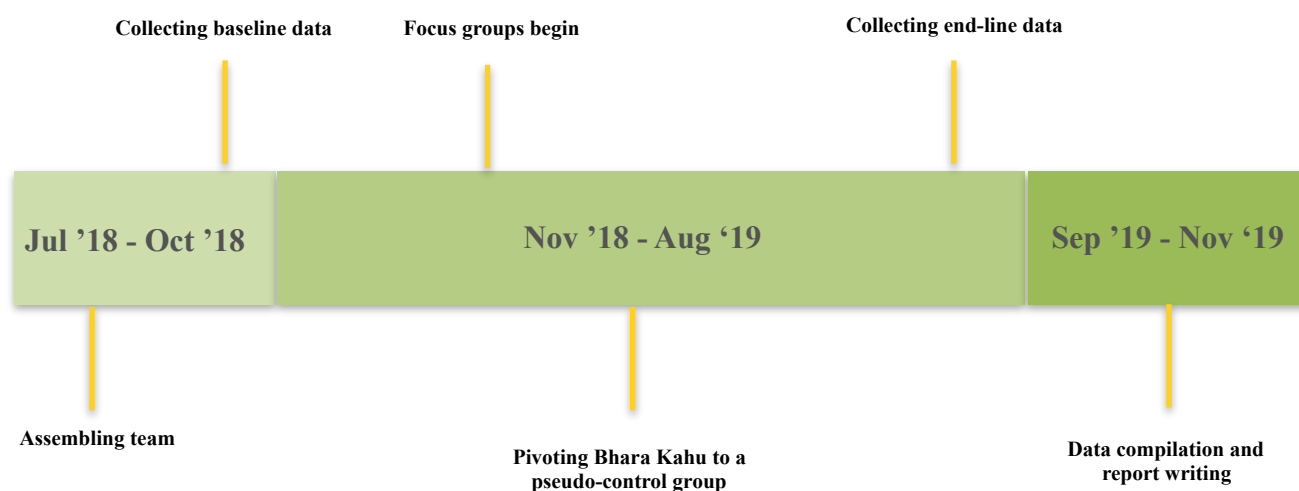 Collecting baseline data
Focus groups begin
Collecting end-line data
Jul ’18 - Oct ’18
Nov ’18 - Aug ‘19
Sep ’19 - Nov ‘19
Assembling team
Pivoting Bhara Kahu to a
pseudo-control group
Data compilation and
report writing